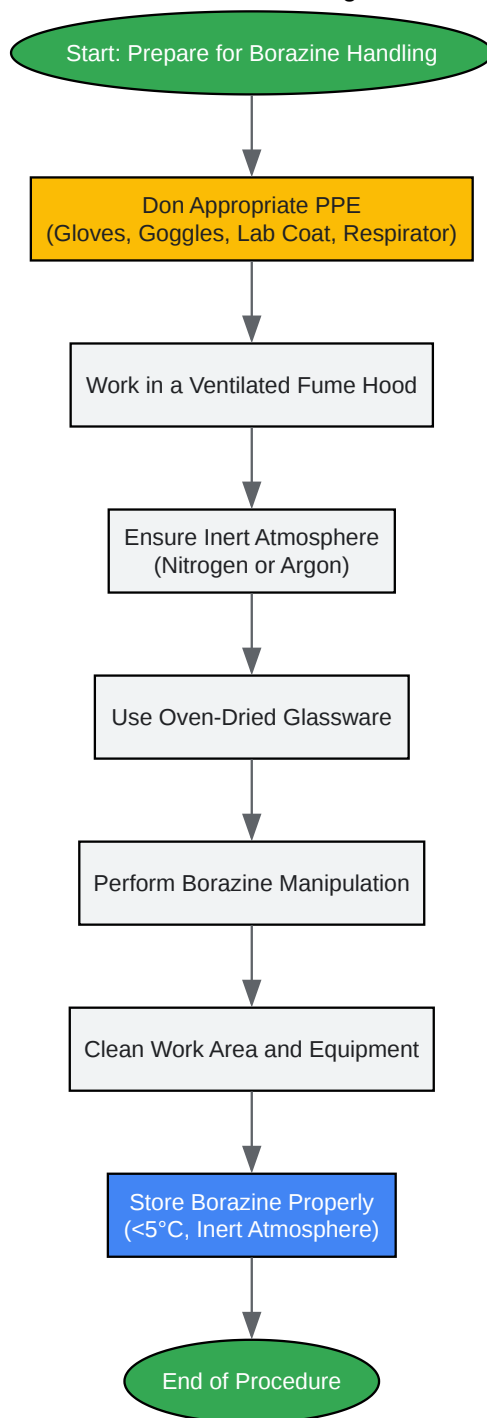 Start: Prepare for Borazine Handling
Don Appropriate PPE
(Gloves, Goggles, Lab Coat, Respirator)
Work in a Ventilated Fume Hood
Ensure Inert Atmosphere
(Nitrogen or Argon)
Use Oven-Dried Glassware
Perform Borazine Manipulation
Clean Work Area and Equipment
Store Borazine Properly
(<5°C, Inert Atmosphere)
End of Procedure